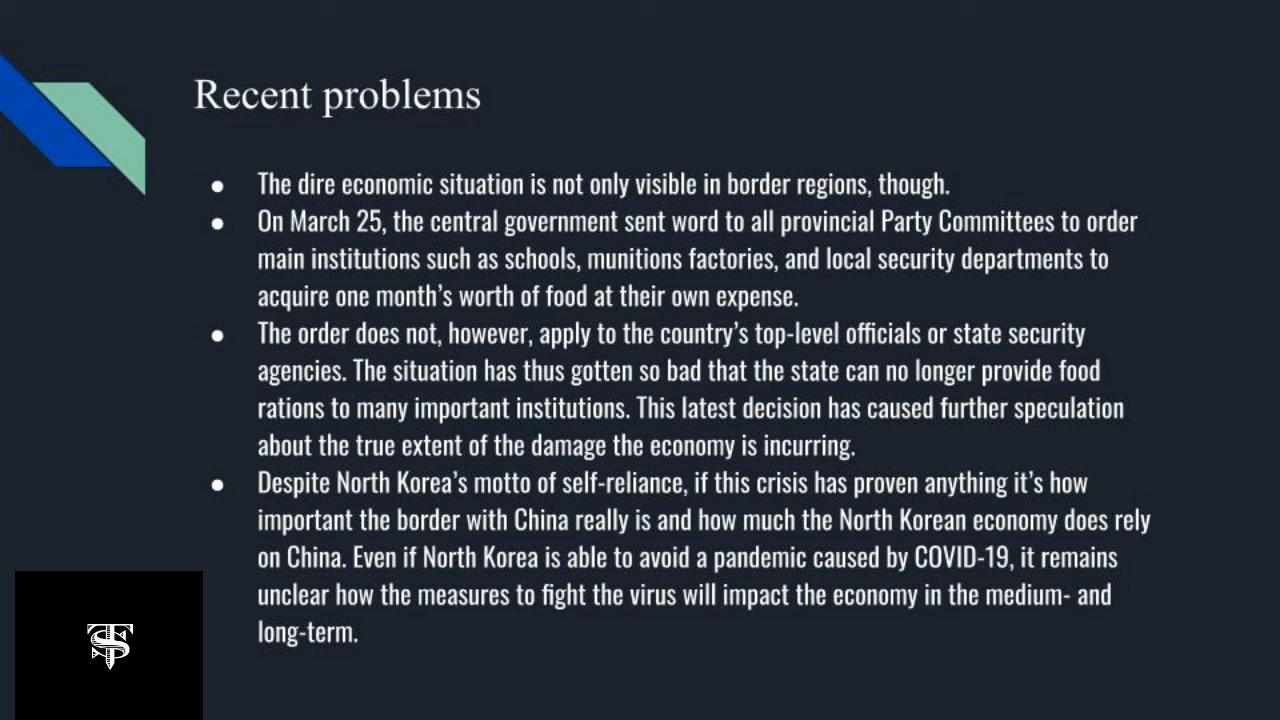 Recent problems
● The dire economic situation is not only visible in border regions, though.
● On March 25, the central government sent word to all provincial Party Committees to order
main institutions such as schools, munitions factories, and local security departments to
acquire one month’s worth of food at their own expense.
● The order does not, however, apply to the country’s top-level officials or state security
agencies. The situation has thus gotten so bad that the state can no longer provide food
rations to many important institutions. This latest decision has caused further speculation
about the true extent of the damage the economy is incurring.
● Despite North Korea’s motto of self-reliance, if this crisis has proven anything it’s how
important the border with China really is and how much the North Korean economy does rely
on China. Even if North Korea is able to avoid a pandemic caused by COVID-19, it remains
unclear how the measures to fight the virus will impact the economy in the medium- and
long-term.